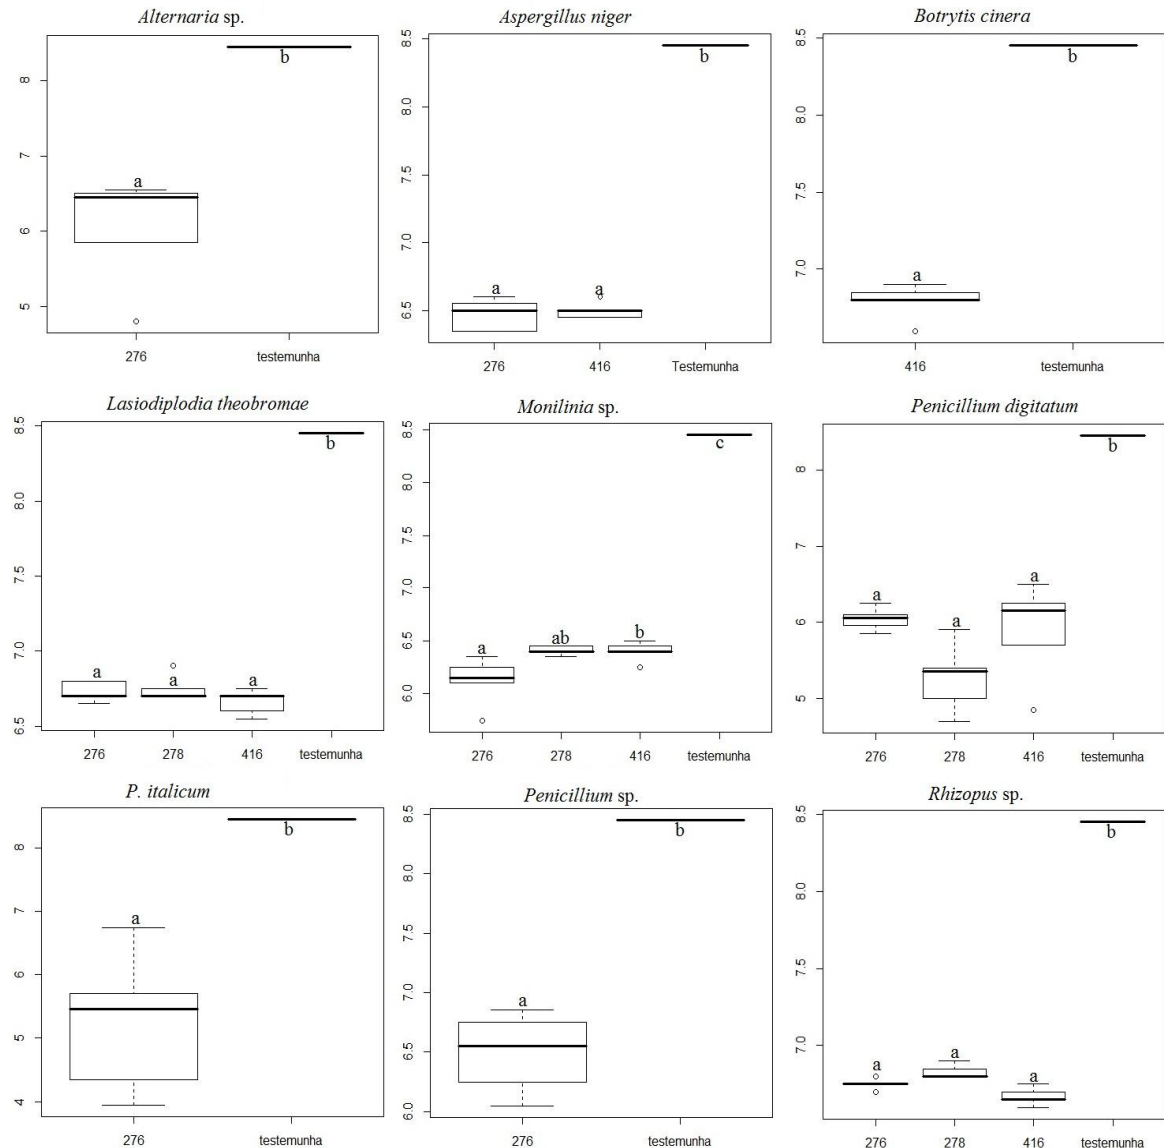 Alternaria sp.
8
7
6
5
b
a
276 testemunha
Aspergillus niger
8.5
8.0
7.5
7.0
6.5
b
a a
276 416 Testemunha
Botrytis cinera
8.5
8.0
7.5
7.0
b
a
416 testemunha
Lasiodiplodia theobromae
8.5
8.0
7.5
7.0
6.5
b
a a a
276 278 416 testemunha
Monilinia sp.
8.5
8.0
7.5
7.0
6.5
6.0
c
a ab b
276 278 416 testemunha
Penicillium digitatum
8
7
6
5
b
a a a
276 278 416 testemunha
P. italicum
8
7
6
5
4
b
a
276 testemunha
Penicillium sp.
8.5
8.0
7.5
7.0
6.5
6.0
b
a
276 testemunha
Rhizopus sp.
8.5
8.0
7.5
7.0
b
a a a
276 278 416 testemunha